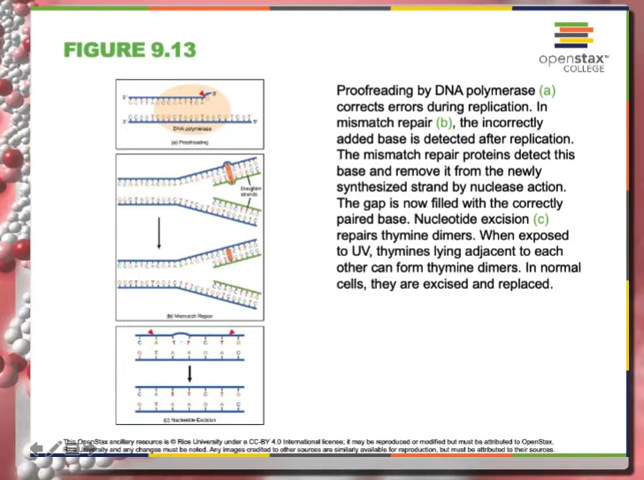 FIGURE 9.13
openstax™
COLLEGE
Proofreading by DNA polymerase (a)
corrects errors during replication. In
mismatch repair (b), the incorrectly
added base is detected after replication.
The mismatch repair proteins detect this
base and remove it from the newly
synthesized strand by nuclease action.
The gap is now filled with the correctly
paired base. Nucleotide excision (c)
repairs thymine dimers. When exposed
to UV, thymines lying adjacent to each
other can form thymine dimers. In normal
cells, they are excised and replaced.
DNA polymerase
(a) Proofreading
Daughter
strands
(b) Mismatch Repair
C A T T C T G
G T A A G A C
C A T T C T G
G T A A G A C
(c) Nucleotide Excision
This OpenStax ancillary resource is © Rice University under a CC-BY 4.0 International license; it may be reproduced or modified but must be attributed to OpenStax,
Rice University and any changes must be noted. Any images credited to other sources are similarly available for reproduction, but must be attributed to their sources.